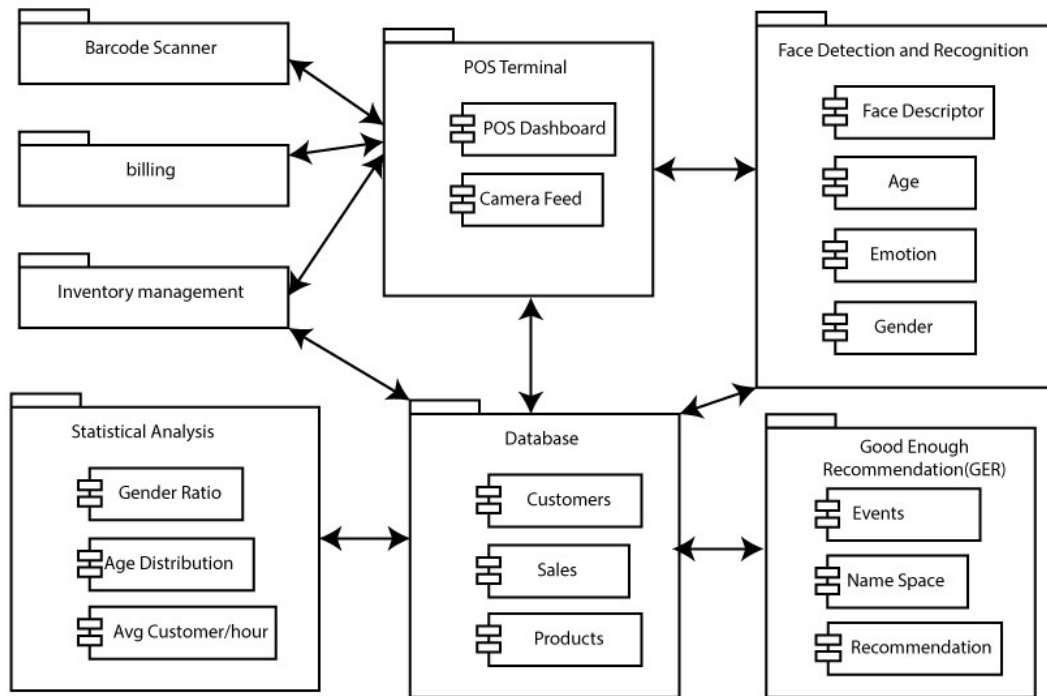 Barcode Scanner
billing
Inventory management
POS Terminal
POS Dashboard
Camera Feed
Face Detection and Recognition
Face Descriptor
Age
Emotion
Gender
Statistical Analysis
Gender Ratio
Age Distribution
Avg Customer/hour
Database
Customers
Sales
Products
Good Enough
Recommendation(GER)
Events
Name Space
Recommendation